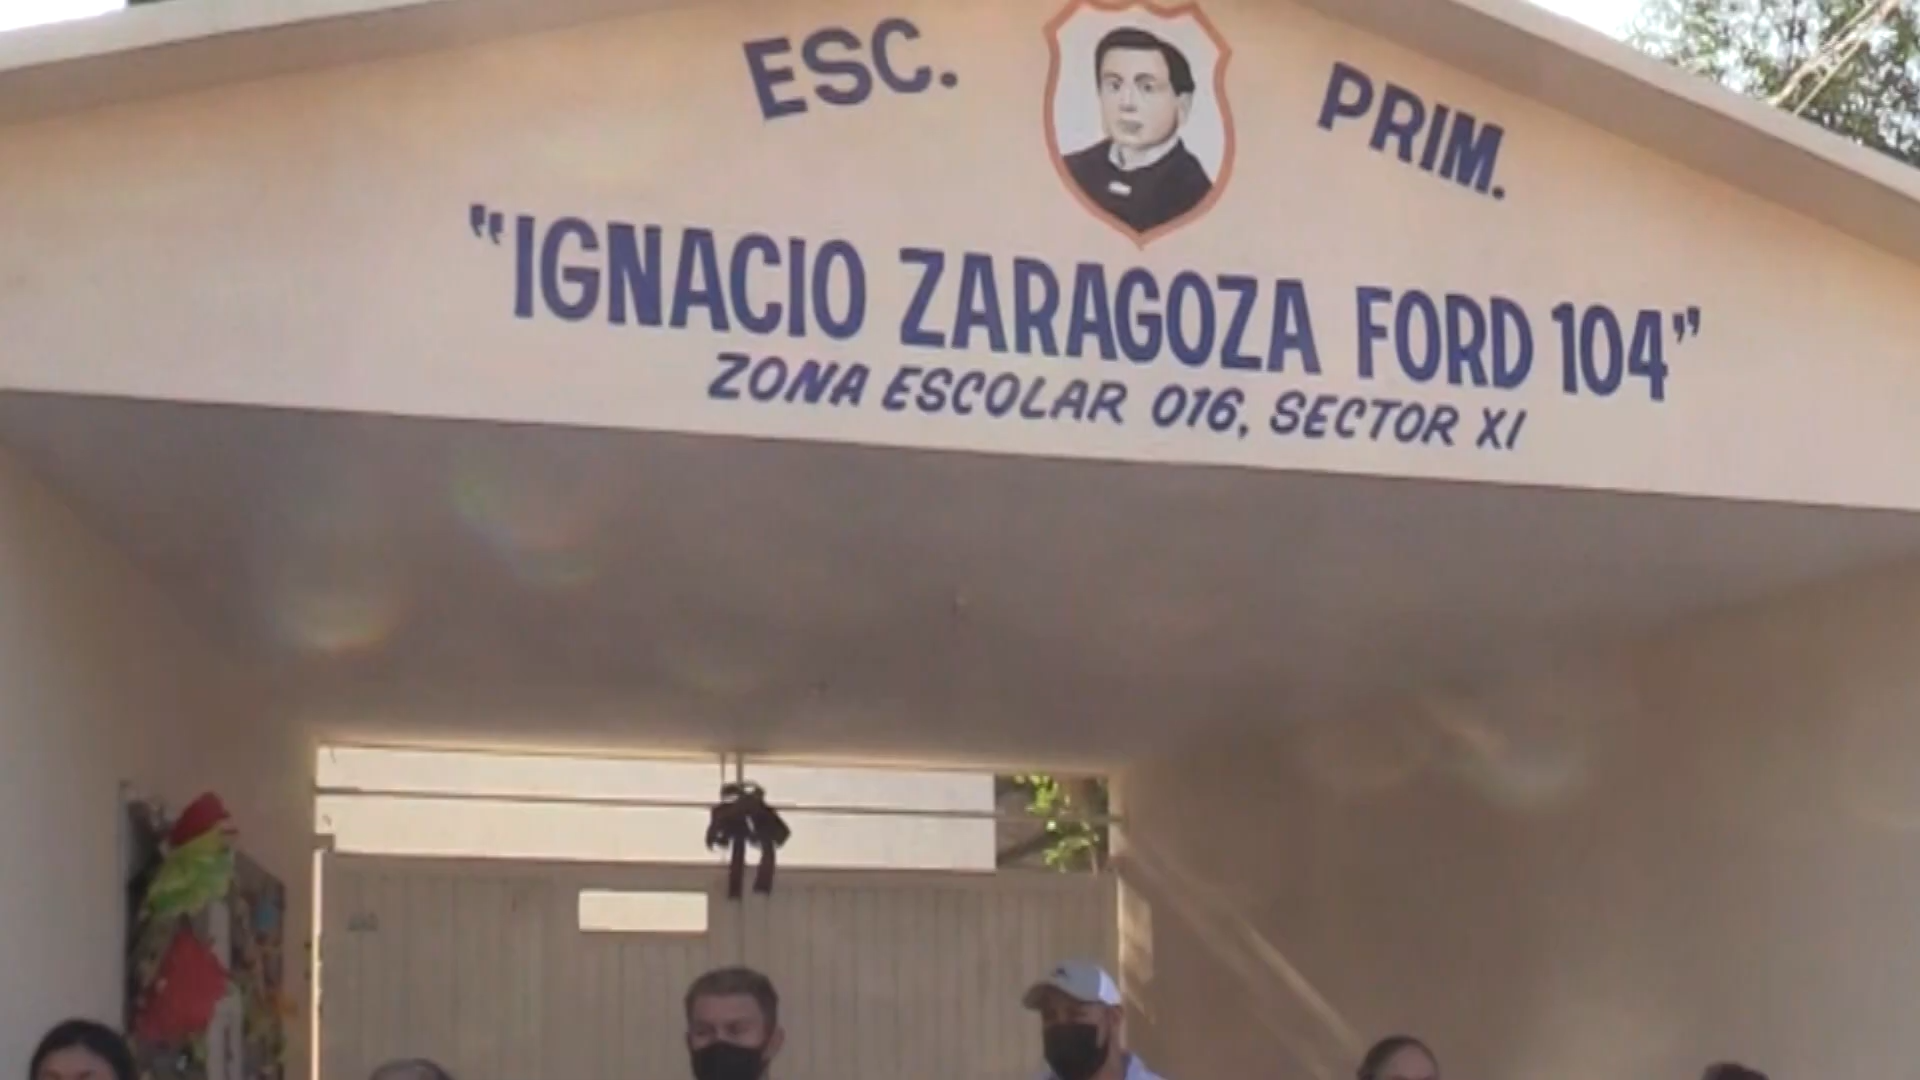 ESC. PRIM.
"IGNACIO ZARAGOZA FORD 104"
ZONA ESCOLAR 016, SECTOR XI